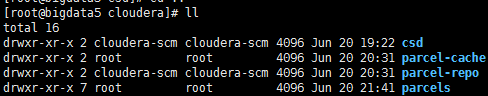 [root@bigdata5 cloudera]# ll
total 16
drwxr-xr-x 2 cloudera-scm cloudera-scm 4096 Jun 20 19:22 csd
drwxr-xr-x 2 root         root         4096 Jun 20 20:31 parcel-cache
drwxr-xr-x 2 cloudera-scm cloudera-scm 4096 Jun 20 20:31 parcel-repo
drwxr-xr-x 7 root         root         4096 Jun 20 21:41 parcels